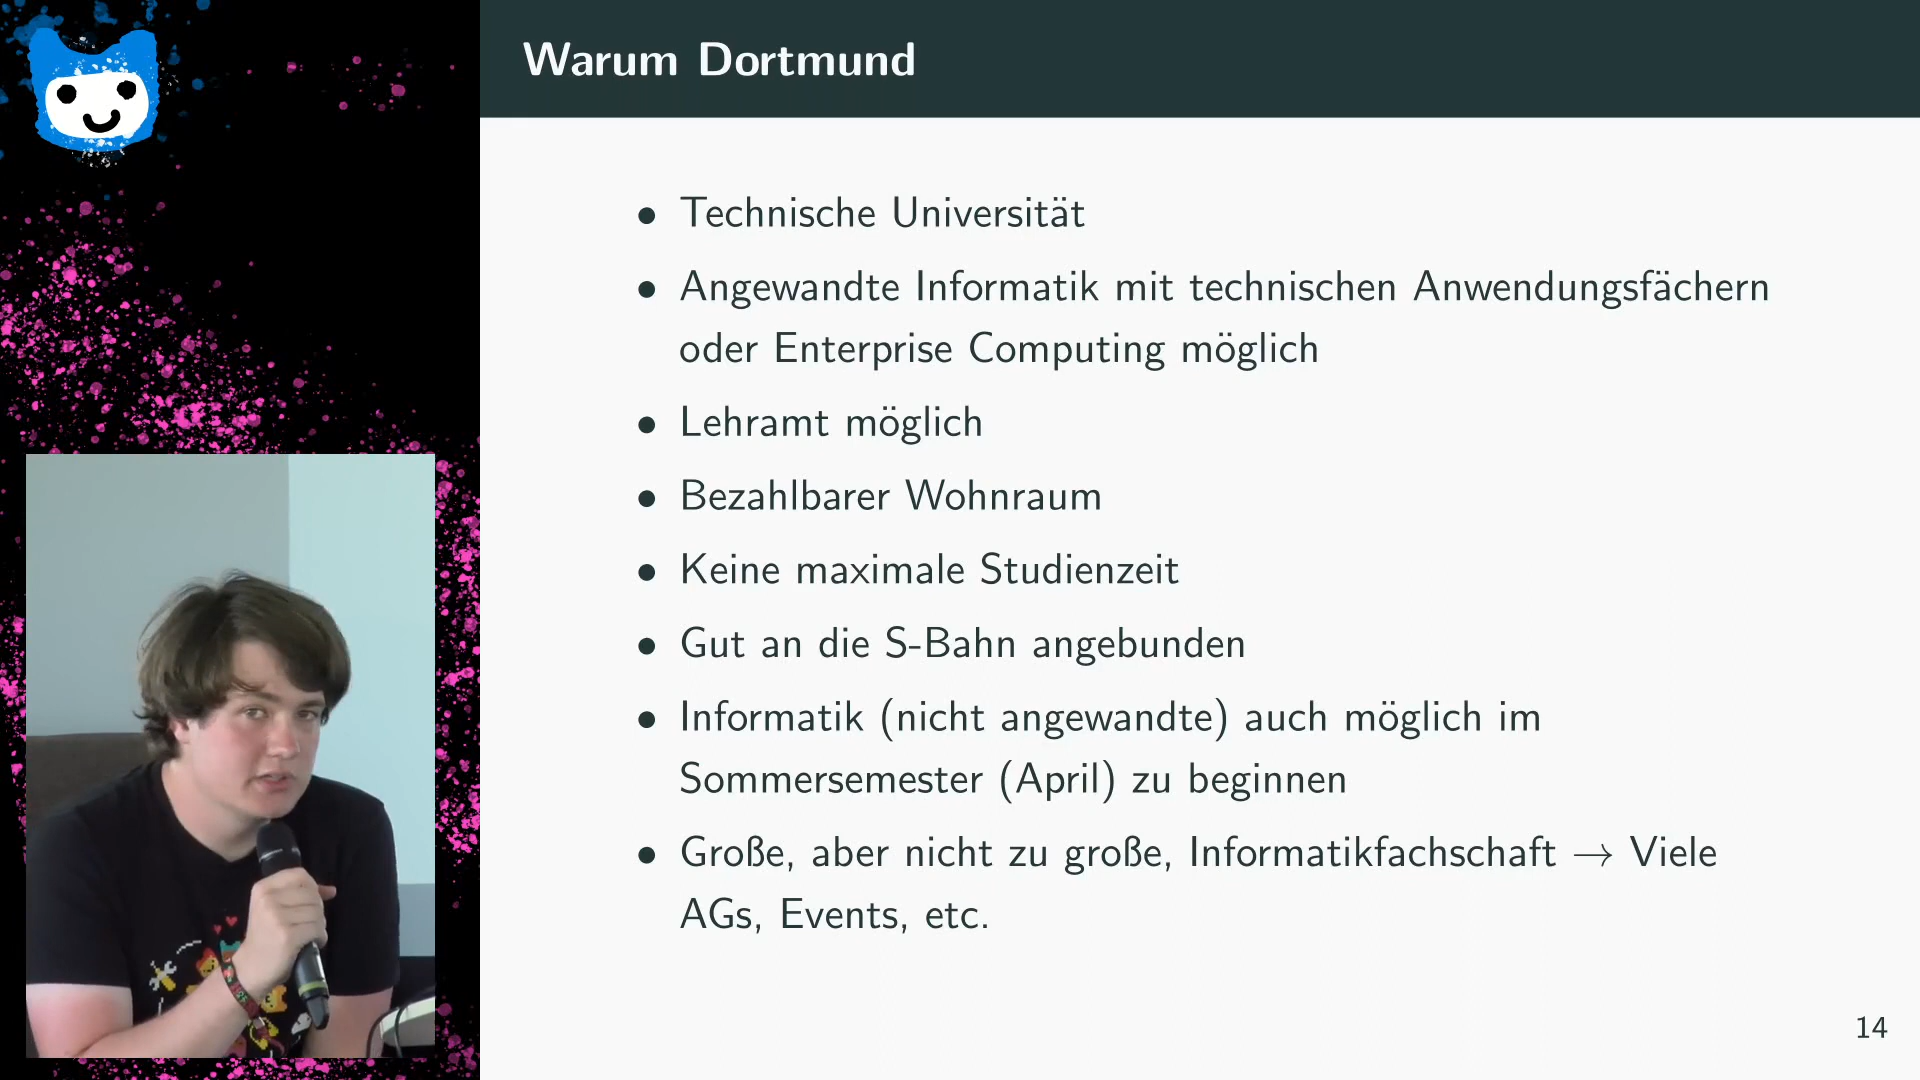 Warum Dortmund
• Technische Universität
• Angewandte Informatik mit technischen Anwendungsfächern
oder Enterprise Computing möglich
• Lehramt möglich
• Bezahlbarer Wohnraum
• Keine maximale Studienzeit
• Gut an die S-Bahn angebunden
• Informatik (nicht angewandte) auch möglich im
Sommersemester (April) zu beginnen
• Große, aber nicht zu große, Informatikfachschaft → Viele
AGs, Events, etc.
14